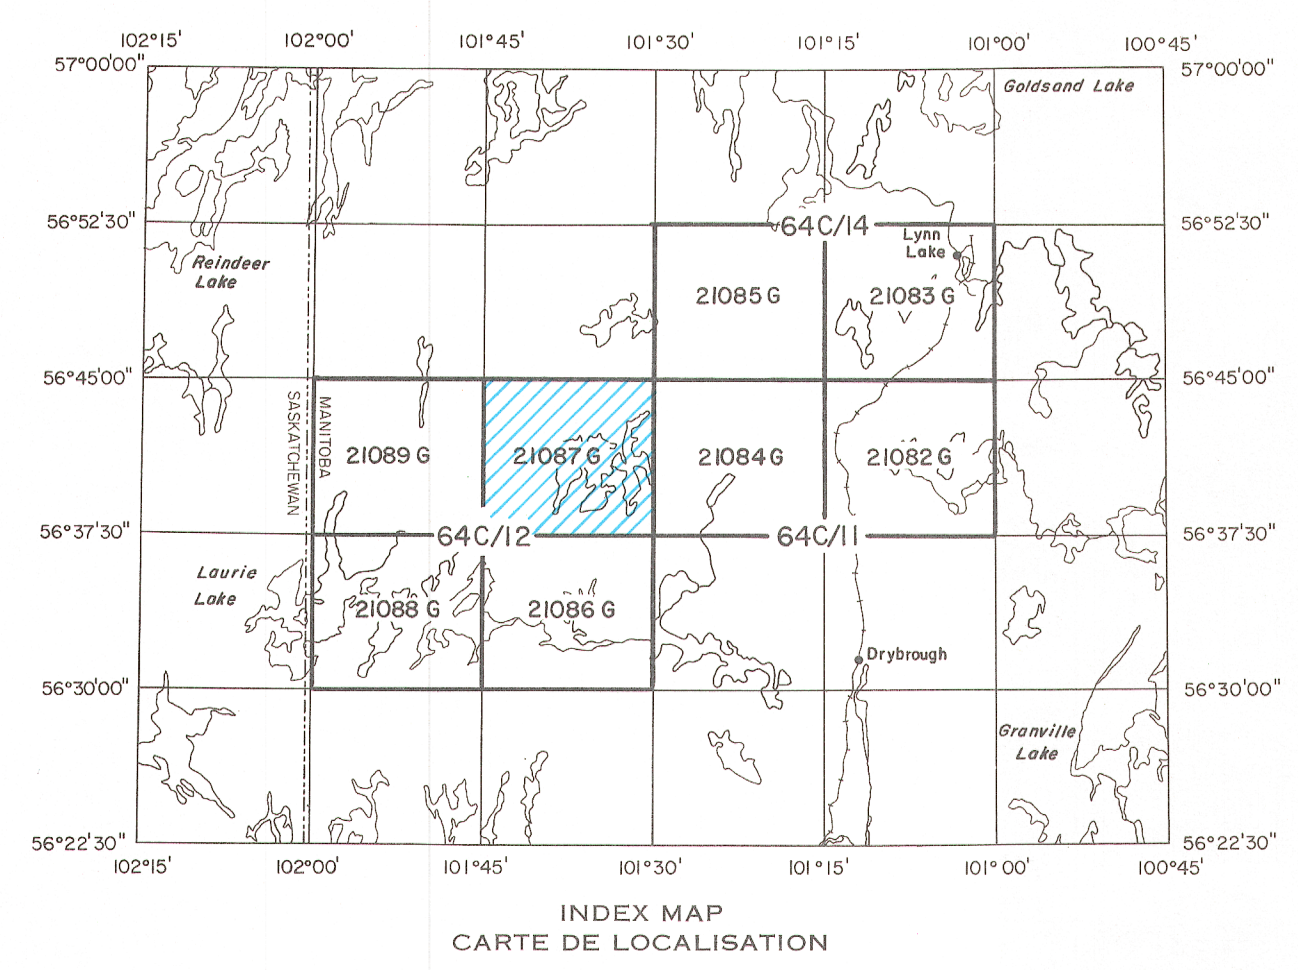 102°15' 102°00' 101°45' 101°30' 101°15' 101°00' 100°45'
57°00'00" 57°00'00"
Goldsand Lake
56°52'30" 64C/14 56°52'30"
Lynn
Lake
Reindeer
Lake
21085 G 21083 G
56°45'00" 56°45'00"
SASKATCHEWAN
MANITOBA
21089 G 21087 G 21084 G 21082 G
56°37'30" 64C/12 64C/11 56°37'30"
Laurie
Lake
21088 G 21086 G
Drybrough
56°30'00" 56°30'00"
Granville
Lake
56°22'30" 56°22'30"
102°15' 102°00' 101°45' 101°30' 101°15' 101°00' 100°45'
INDEX MAP
CARTE DE LOCALISATION